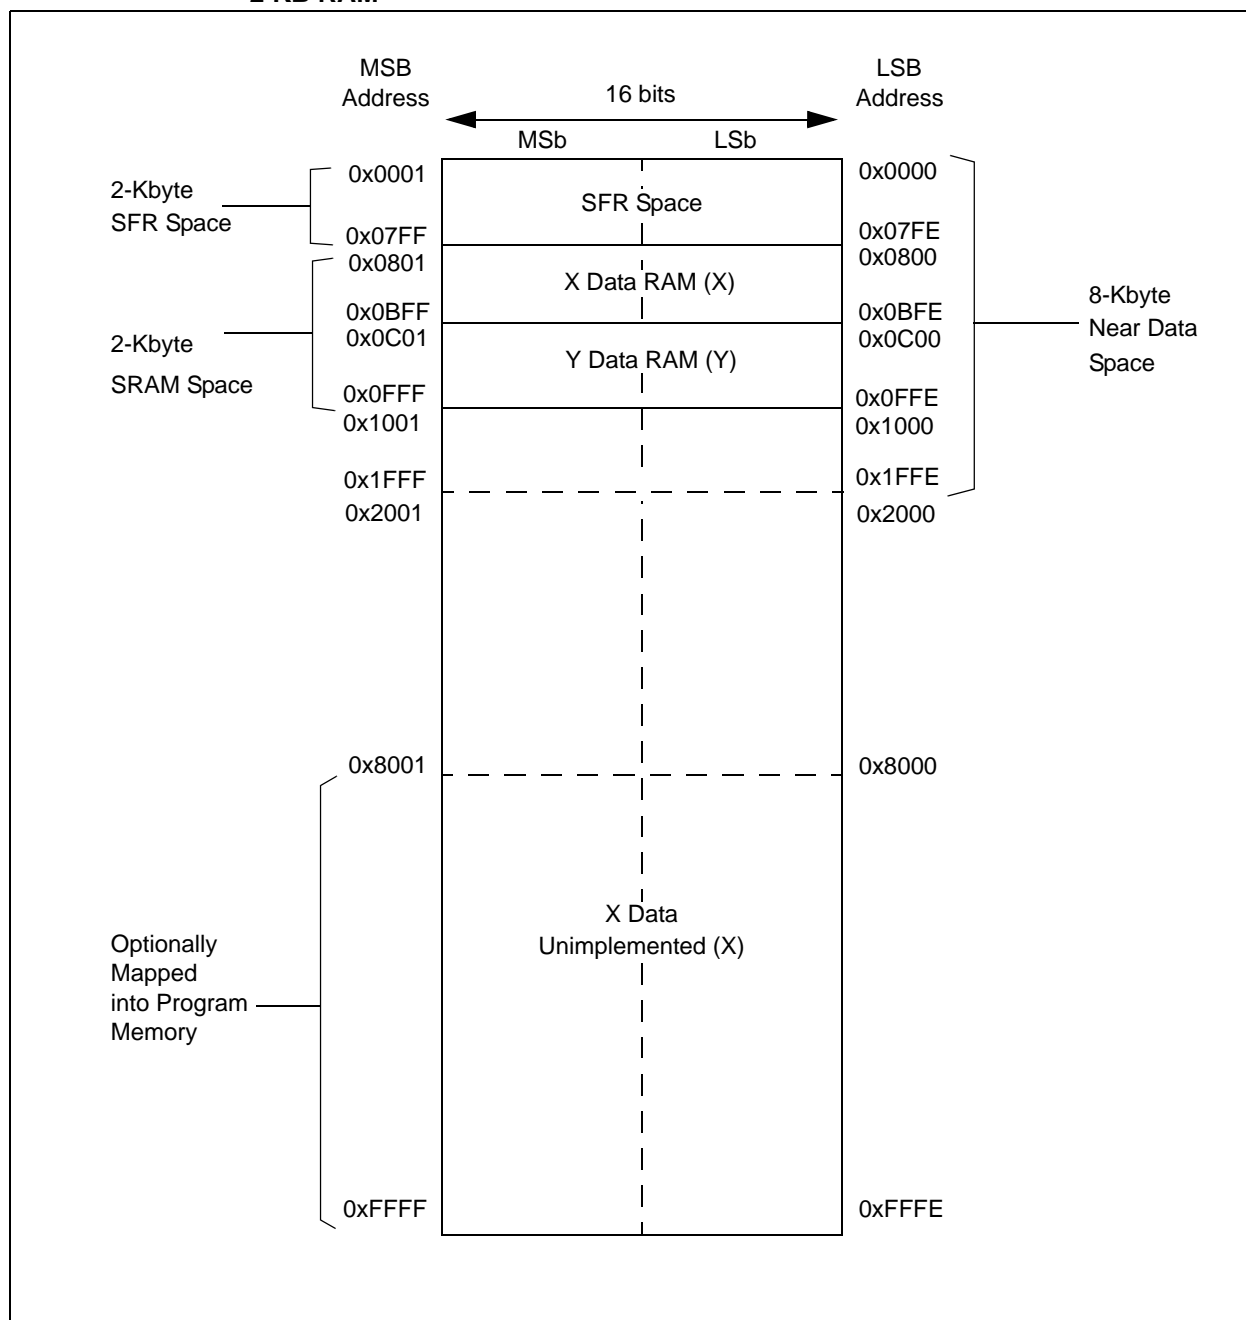 MSB
Address
LSB
Address
16 bits
MSb
LSb
0x0001
0x0000
2-Kbyte
SFR Space
SFR Space
0x07FF
0x07FE
0x0801
0x0800
X Data RAM (X)
0x0BFF
0x0BFE
0x0C01
0x0C00
8-Kbyte
Near Data
Space
2-Kbyte
SRAM Space
Y Data RAM (Y)
0x0FFF
0x0FFE
0x1001
0x1000
0x1FFF
0x1FFE
0x2001
0x2000
0x8001
0x8000
X Data
Unimplemented (X)
Optionally
Mapped
into Program
Memory
0xFFFF
0xFFFE